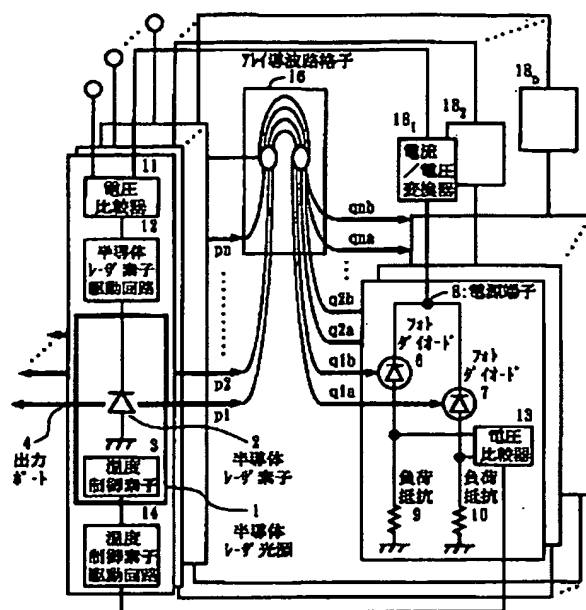 アレイ導波路格子
16
18₁
18₂
18ₙ
電流
/電圧
変換器
11
電圧
比較器
12
半導体
レーザ素子
駆動回路
pn
p2
p1
qnb
qna
q2b
q2a
q1b
q1a
8:電源端子
フォト
ダイオード
6
フォト
ダイオード
7
13
電圧
比較器
負荷
抵抗
9
負荷
抵抗
10
4
出力
ポート
3
温度
制御素子
2
半導体
レーザ素子
1
半導体
レーザ光源
14
温度
制御素子
駆動回路